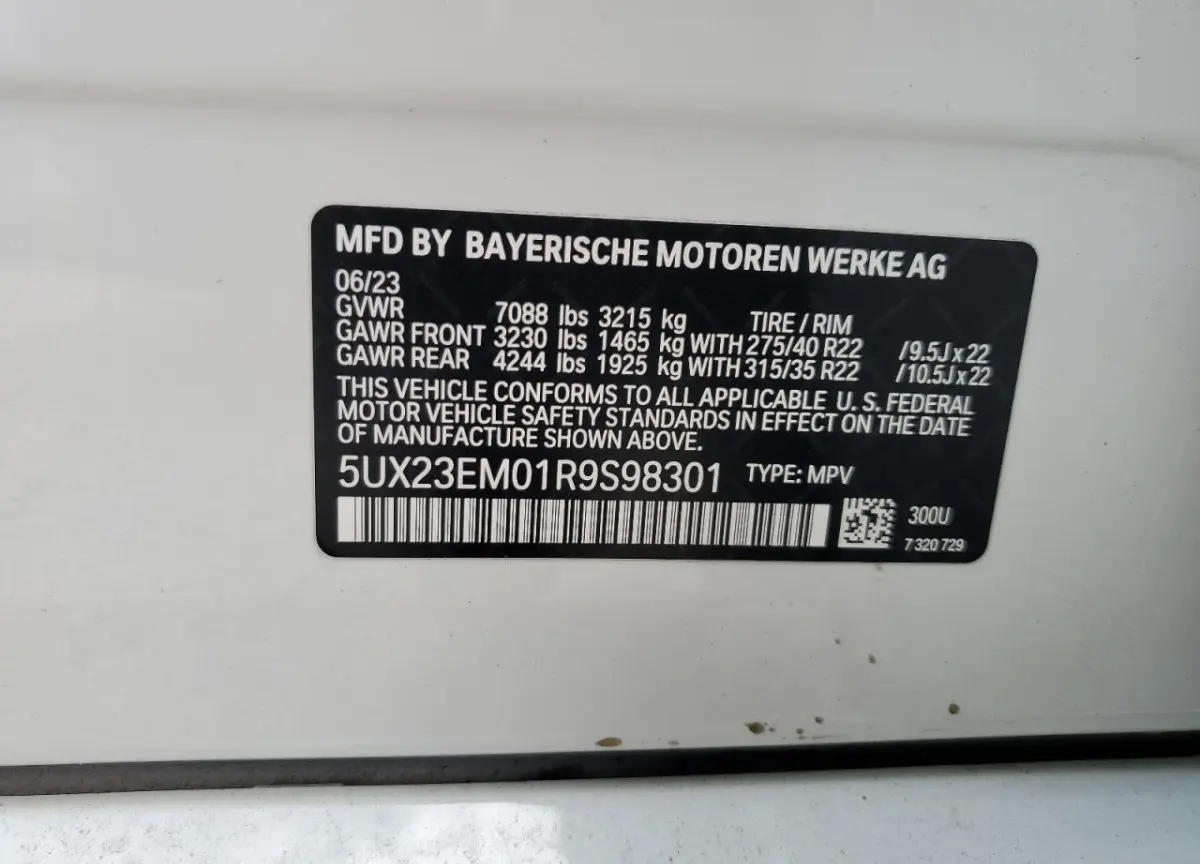 MFD BY BAYERISCHE MOTOREN WERKE AG
06/23
GVWR 7088 lbs 3215 kg TIRE / RIM
GAWR FRONT 3230 lbs 1465 kg WITH 275/40 R22 /9.5J x 22
GAWR REAR 4244 lbs 1925 kg WITH 315/35 R22 /10.5J x 22
THIS VEHICLE CONFORMS TO ALL APPLICABLE U. S. FEDERAL
MOTOR VEHICLE SAFETY STANDARDS IN EFFECT ON THE DATE
OF MANUFACTURE SHOWN ABOVE.
5UX23EM01R9S98301 TYPE: MPV
300U
7 320 729